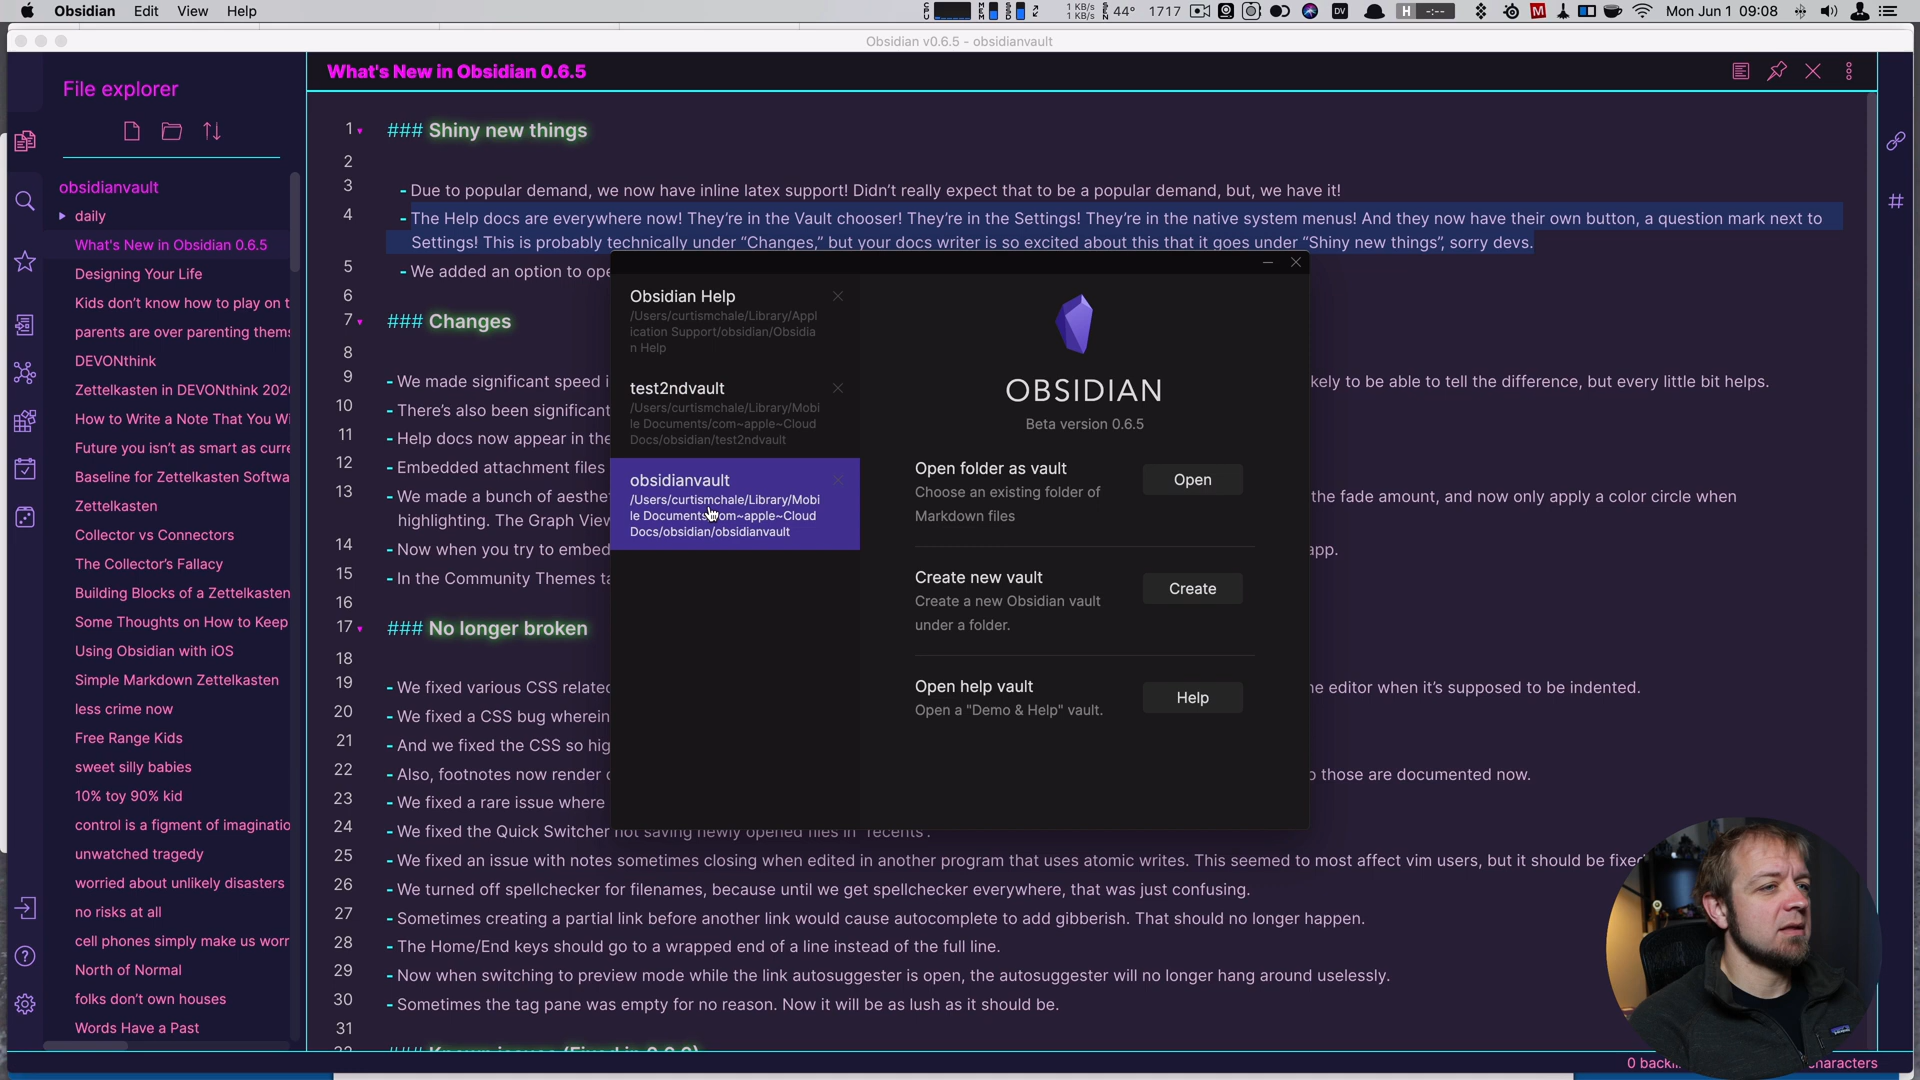 Obsidian Edit View Help
1 KB/s
1 KB/s
44° 1717
DV
H --:--
Mon Jun 1 09:08
Obsidian v0.6.5 - obsidianvault
File explorer
obsidianvault
daily
What's New in Obsidian 0.6.5
Designing Your Life
Kids don't know how to play on t
parents are over parenting thems
DEVONthink
Zettelkasten in DEVONthink 202
How to Write a Note That You Wi
Future you isn't as smart as curre
Baseline for Zettelkasten Softwa
Zettelkasten
Collector vs Connectors
The Collector's Fallacy
Building Blocks of a Zettelkasten
Some Thoughts on How to Keep
Using Obsidian with iOS
Simple Markdown Zettelkasten
less crime now
Free Range Kids
sweet silly babies
10% toy 90% kid
control is a figment of imaginatio
unwatched tragedy
worried about unlikely disasters
no risks at all
cell phones simply make us worr
North of Normal
folks don't own houses
Words Have a Past
What's New in Obsidian 0.6.5
1 ### Shiny new things
2
3 - Due to popular demand, we now have inline latex support! Didn't really expect that to be a popular demand, but, we have it!
4 - The Help docs are everywhere now! They're in the Vault chooser! They're in the Settings! They're in the native system menus! And they now have their own button, a question mark next to
Settings! This is probably technically under “Changes,” but your docs writer is so excited about this that it goes under “Shiny new things”, sorry devs.
5 - We added an option to ope
6
7 ### Changes
8
9 - We made significant speed i kely to be able to tell the difference, but every little bit helps.
10 - There's also been significant
11 - Help docs now appear in the
12 - Embedded attachment files
13 - We made a bunch of aesthe the fade amount, and now only apply a color circle when
highlighting. The Graph View
14 - Now when you try to embed app.
15 - In the Community Themes ta
16
17 ### No longer broken
18
19 - We fixed various CSS related he editor when it's supposed to be indented.
20 - We fixed a CSS bug wherein
21 - And we fixed the CSS so hig
22 - Also, footnotes now render o those are documented now.
23 - We fixed a rare issue where
24 - We fixed the Quick Switcher not saving newly opened files in “recents”.
25 - We fixed an issue with notes sometimes closing when edited in another program that uses atomic writes. This seemed to most affect vim users, but it should be fixed
26 - We turned off spellchecker for filenames, because until we get spellchecker everywhere, that was just confusing.
27 - Sometimes creating a partial link before another link would cause autocomplete to add gibberish. That should no longer happen.
28 - The Home/End keys should go to a wrapped end of a line instead of the full line.
29 - Now when switching to preview mode while the link autosuggester is open, the autosuggester will no longer hang around uselessly.
30 - Sometimes the tag pane was empty for no reason. Now it will be as lush as it should be.
31
Obsidian Help
/Users/curtismchale/Library/Appl
ication Support/obsidian/Obsidia
n Help
test2ndvault
/Users/curtismchale/Library/Mobi
le Documents/com~apple~Cloud
Docs/obsidian/test2ndvault
obsidianvault
/Users/curtismchale/Library/Mobi
le Documents/com~apple~Cloud
Docs/obsidian/obsidianvault
OBSIDIAN
Beta version 0.6.5
Open folder as vault
Choose an existing folder of
Markdown files
Open
Create new vault
Create a new Obsidian vault
under a folder.
Create
Open help vault
Open a "Demo & Help" vault.
Help
0 backli haracters